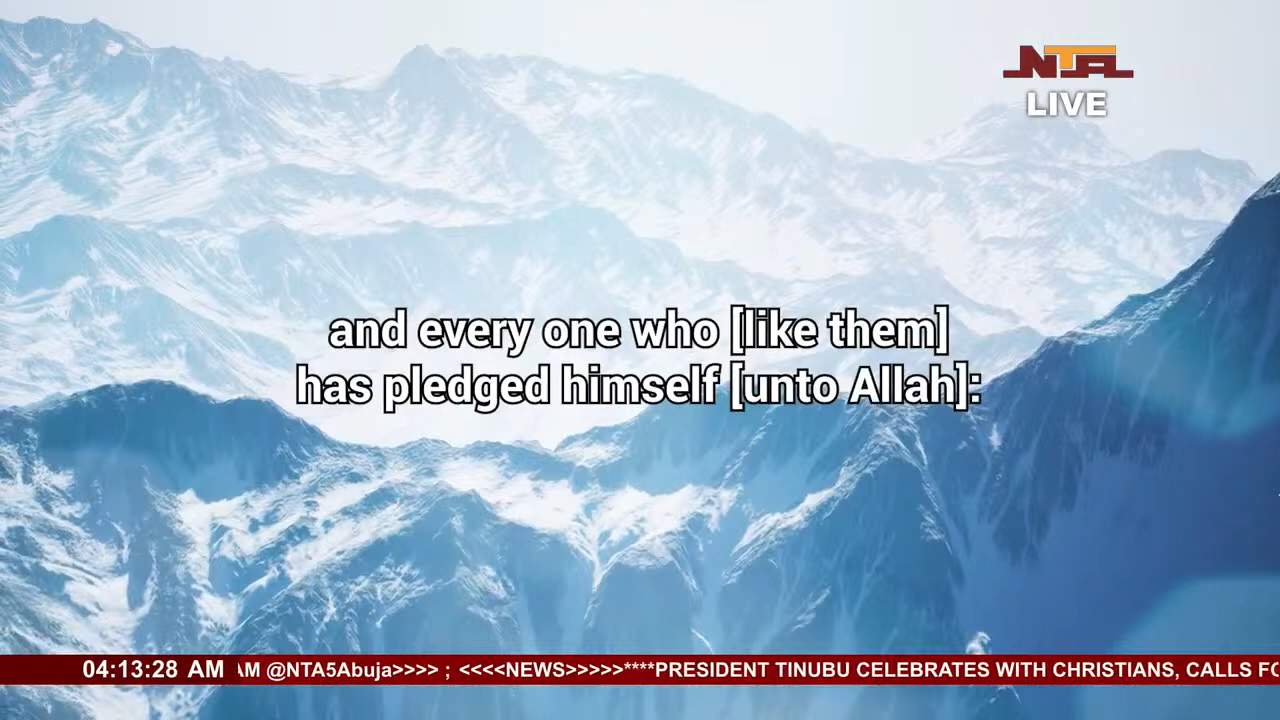 NTA
LIVE
and every one who [like them]
has pledged himself [unto Allah]:
04:13:28 AM AM @NTA5Abuja>>>> ; <<<<NEWS>>>>>****PRESIDENT TINUBU CELEBRATES WITH CHRISTIANS, CALLS FO